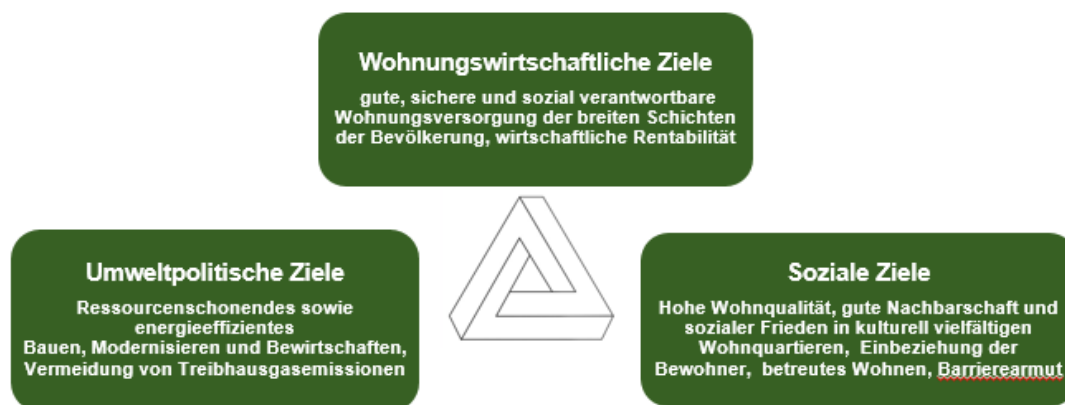 Wohnungswirtschaftliche Ziele
gute, sichere und sozial verantwortbare
Wohnungsversorgung der breiten Schichten
der Bevölkerung, wirtschaftliche Rentabilität
Umweltpolitische Ziele
Ressourcenschonendes sowie
energieeffizientes
Bauen, Modernisieren und Bewirtschaften,
Vermeidung von Treibhausgasemissionen
Soziale Ziele
Hohe Wohnqualität, gute Nachbarschaft und
sozialer Frieden in kulturell vielfältigen
Wohnquartieren, Einbeziehung der
Bewohner, betreutes Wohnen, Barrierearmut